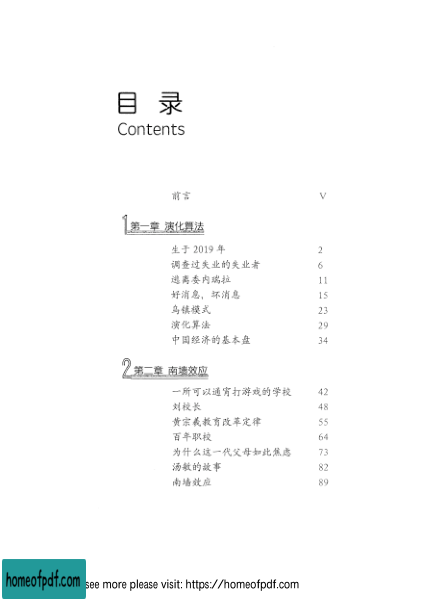 目 录
Contents
前言 V
1 第一章 演化算法
生于 2019 年 2
调查过失业的失业者 6
逃离委内瑞拉 11
好消息，坏消息 15
乌镇模式 23
演化算法 29
中国经济的基本盘 34
2 第二章 南墙效应
一所可以通宵打游戏的学校 42
刘校长 48
黄宗羲教育改革定律 55
百年职校 64
为什么这一代父母如此焦虑 73
汤敏的故事 82
南墙效应 89
homeofpdf.com see more please visit: https://homeofpdf.com